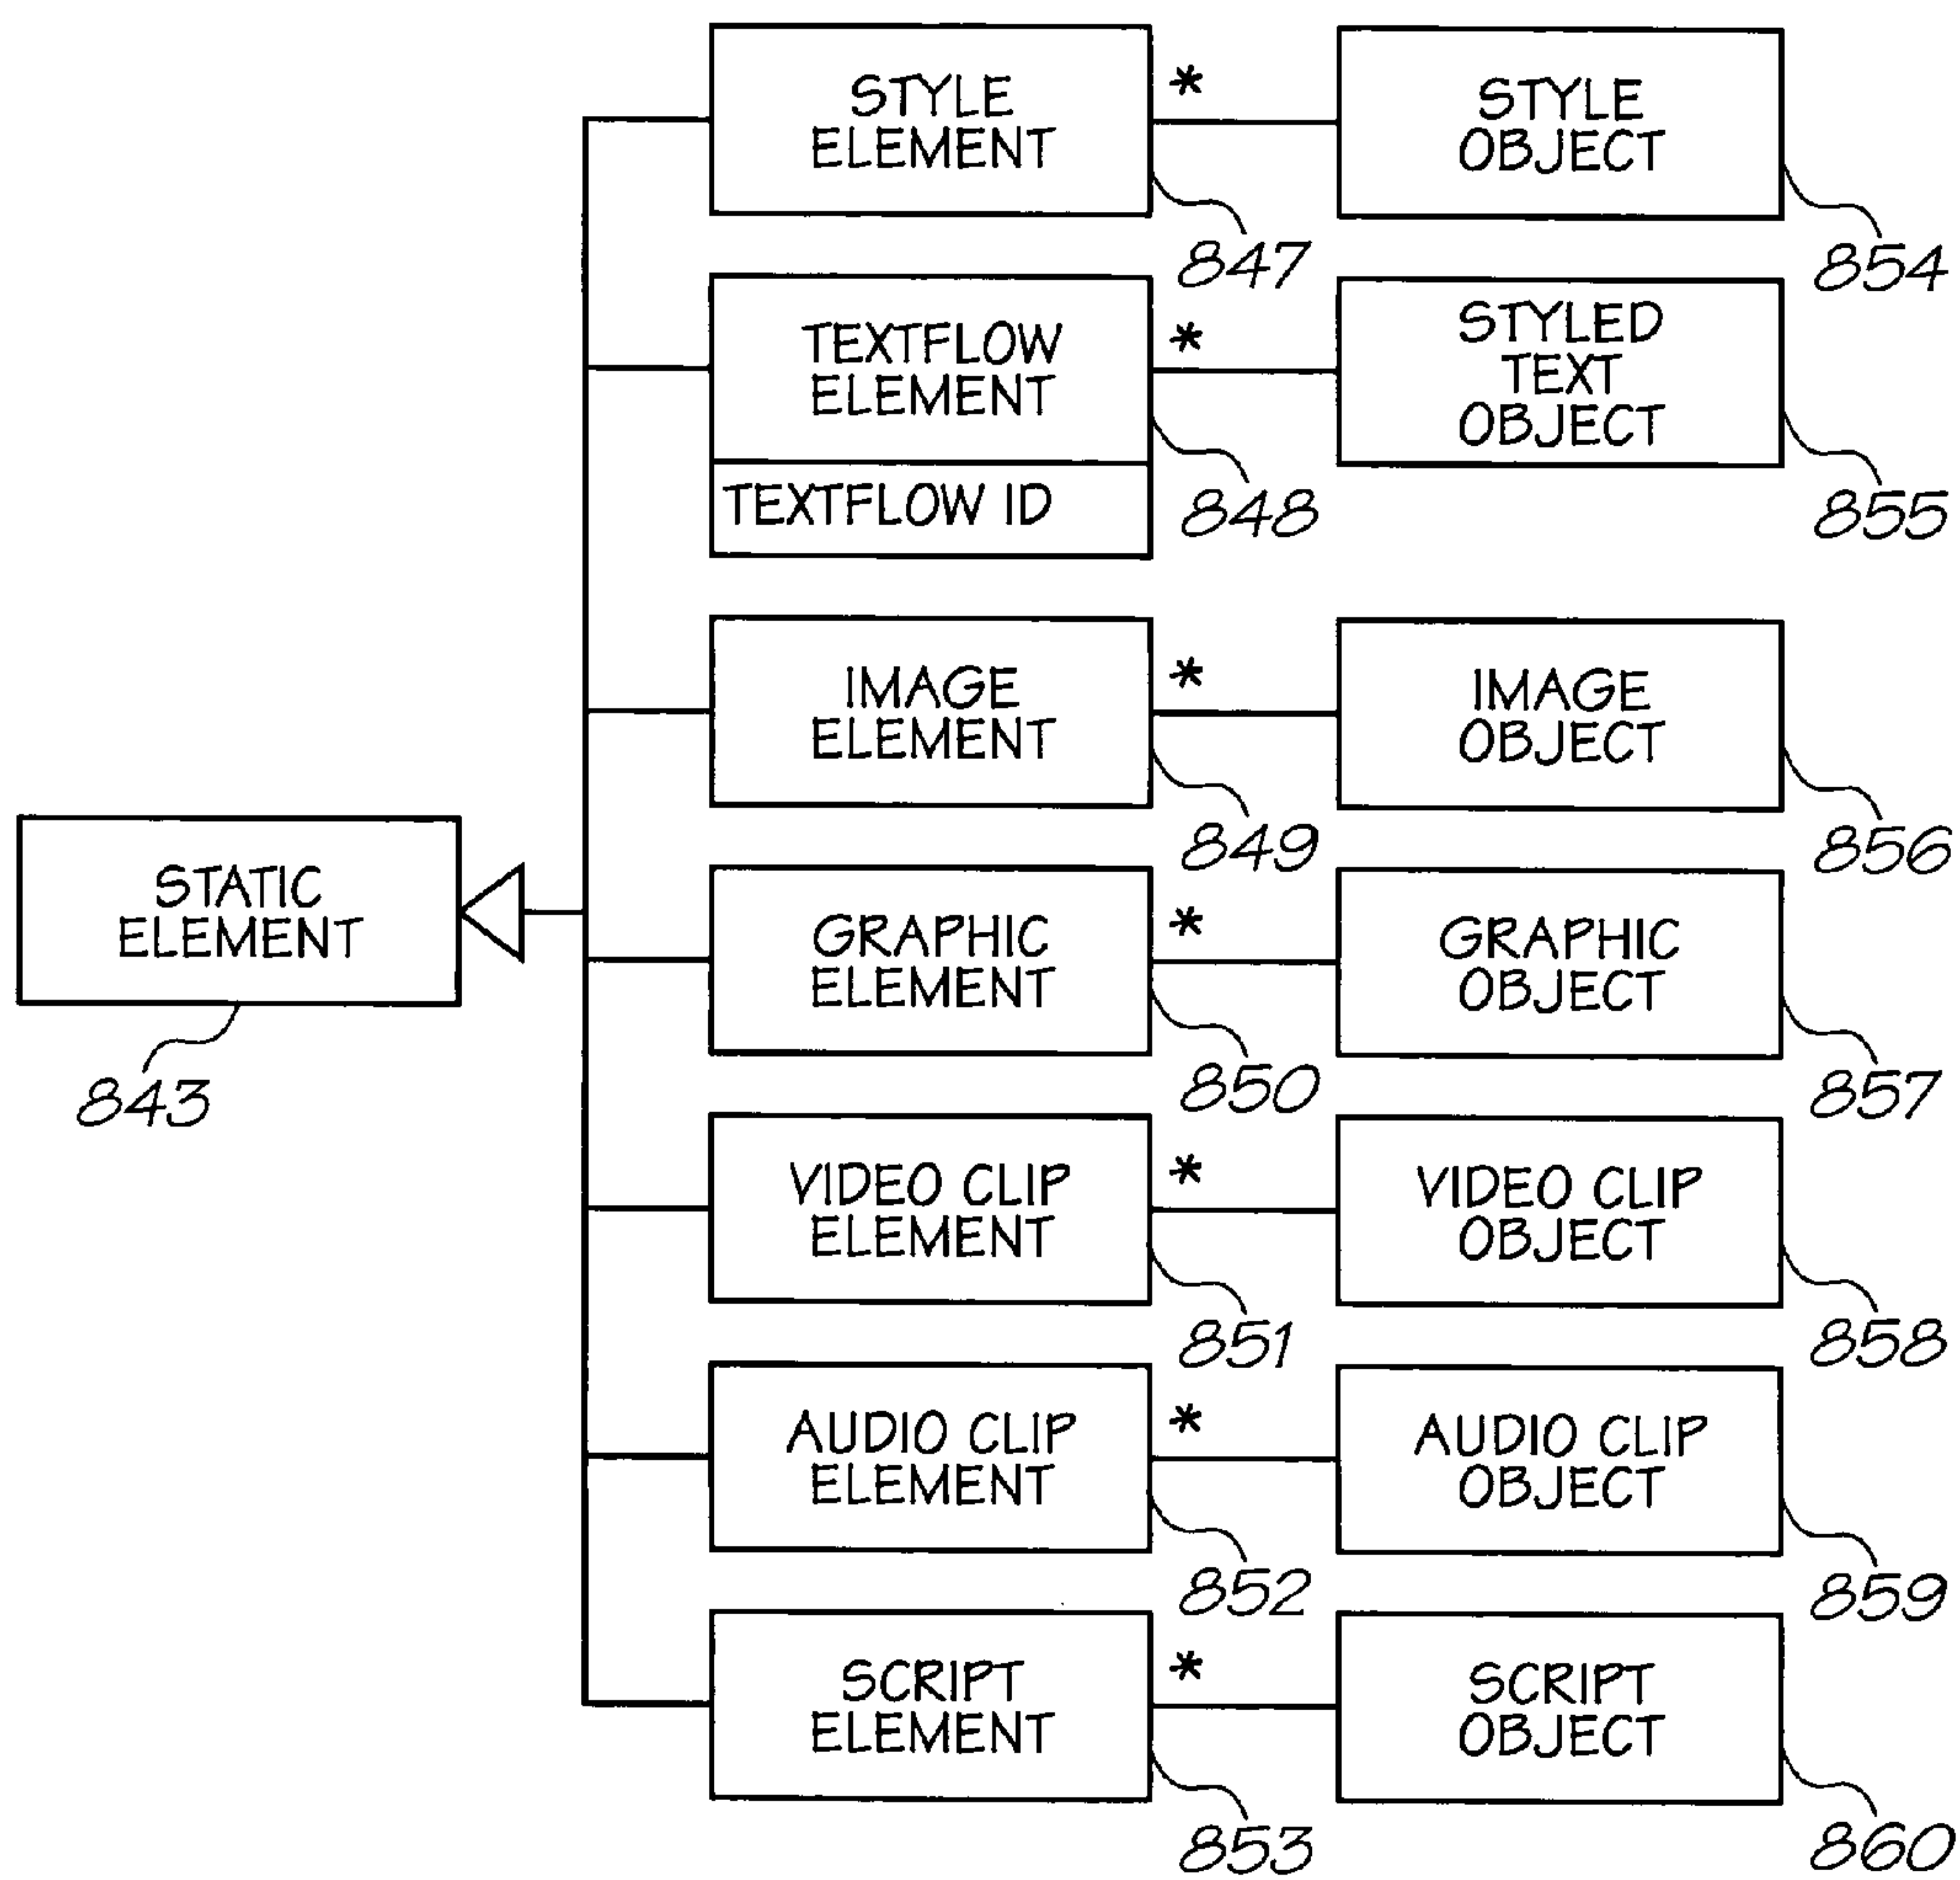 STYLE
ELEMENT
*
STYLE
OBJECT
847
854
TEXTFLOW
ELEMENT
TEXTFLOW ID
*
STYLED
TEXT
OBJECT
848
855
IMAGE
ELEMENT
*
IMAGE
OBJECT
849
856
STATIC
ELEMENT
843
GRAPHIC
ELEMENT
*
GRAPHIC
OBJECT
850
857
VIDEO CLIP
ELEMENT
*
VIDEO CLIP
OBJECT
851
858
AUDIO CLIP
ELEMENT
*
AUDIO CLIP
OBJECT
852
859
SCRIPT
ELEMENT
*
SCRIPT
OBJECT
853
860